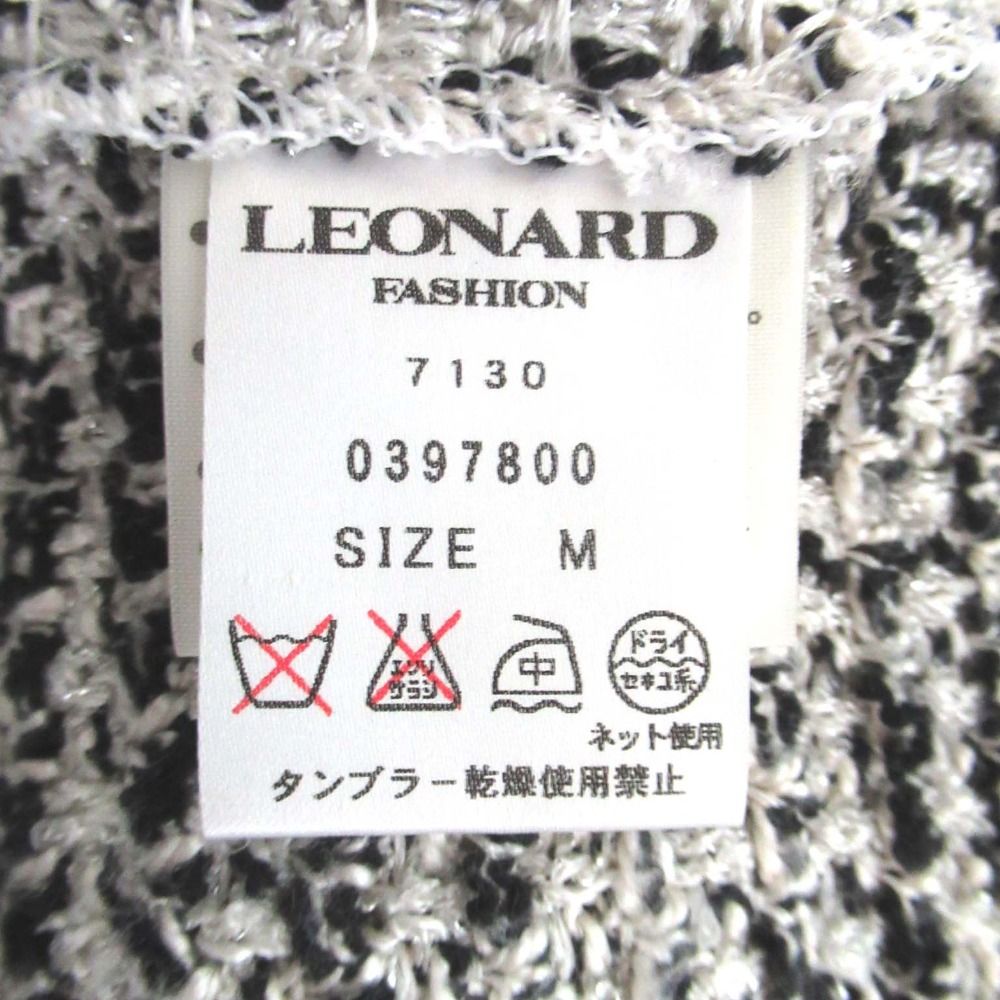 LEONARD
FASHION
7130
0397800
SIZE M
エンソ
サラシ
中
ドライ
セキユ系
ネット使用
タンブラー乾燥使用禁止